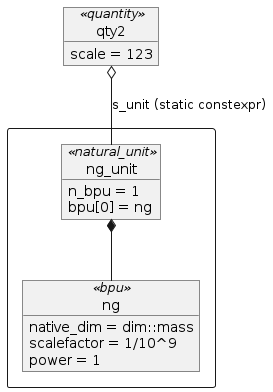 «quantity»
qty2
scale = 123
s_unit (static constexpr)
«natural_unit»
ng_unit
n_bpu = 1
bpu[0] = ng
«bpu»
ng
native_dim = dim::mass
scalefactor = 1/10^9
power = 1